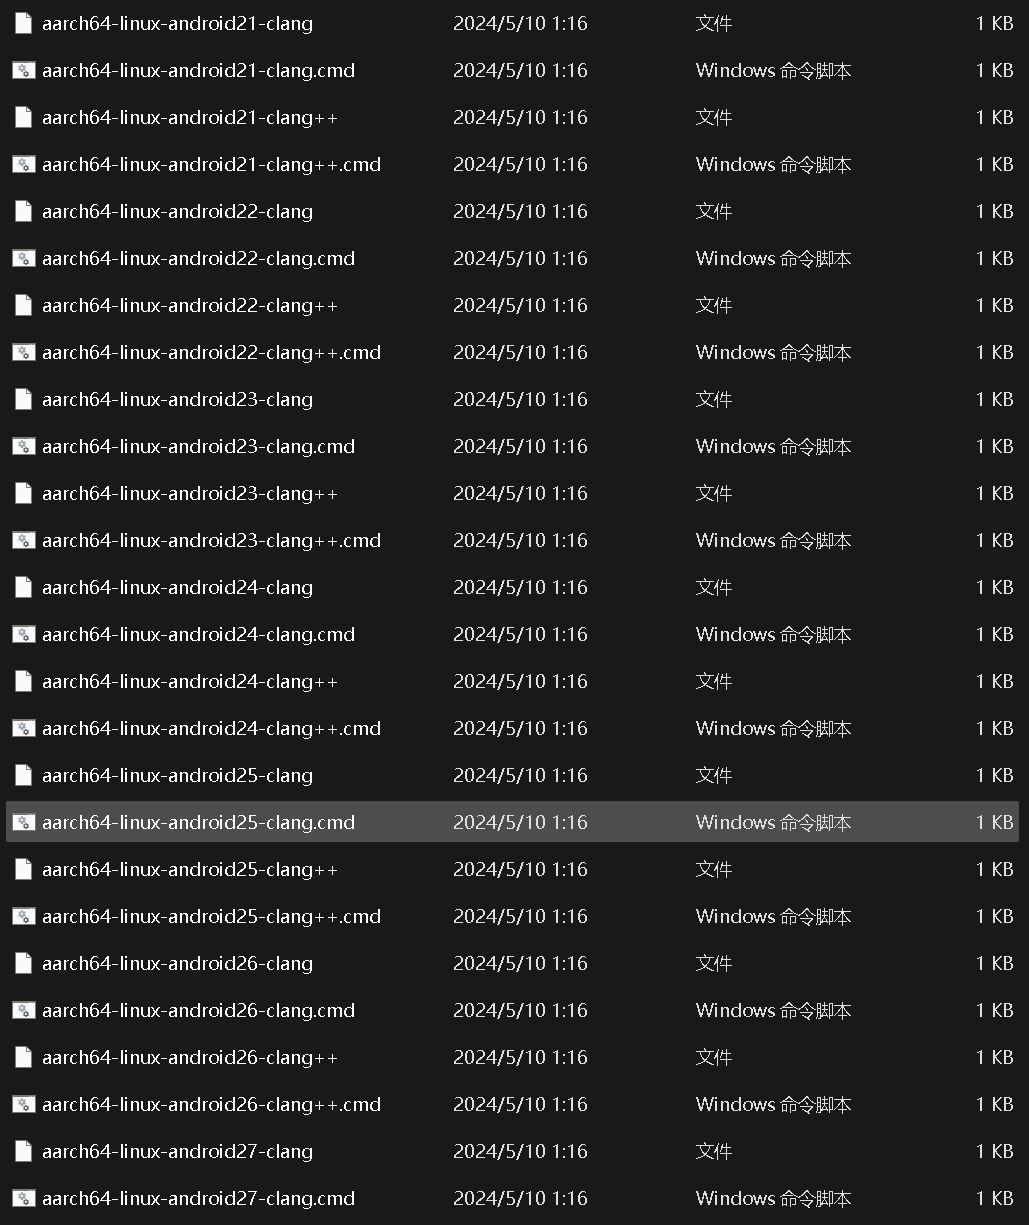 aarch64-linux-android21-clang 2024/5/10 1:16 文件 1 KB
aarch64-linux-android21-clang.cmd 2024/5/10 1:16 Windows 命令脚本 1 KB
aarch64-linux-android21-clang++ 2024/5/10 1:16 文件 1 KB
aarch64-linux-android21-clang++.cmd 2024/5/10 1:16 Windows 命令脚本 1 KB
aarch64-linux-android22-clang 2024/5/10 1:16 文件 1 KB
aarch64-linux-android22-clang.cmd 2024/5/10 1:16 Windows 命令脚本 1 KB
aarch64-linux-android22-clang++ 2024/5/10 1:16 文件 1 KB
aarch64-linux-android22-clang++.cmd 2024/5/10 1:16 Windows 命令脚本 1 KB
aarch64-linux-android23-clang 2024/5/10 1:16 文件 1 KB
aarch64-linux-android23-clang.cmd 2024/5/10 1:16 Windows 命令脚本 1 KB
aarch64-linux-android23-clang++ 2024/5/10 1:16 文件 1 KB
aarch64-linux-android23-clang++.cmd 2024/5/10 1:16 Windows 命令脚本 1 KB
aarch64-linux-android24-clang 2024/5/10 1:16 文件 1 KB
aarch64-linux-android24-clang.cmd 2024/5/10 1:16 Windows 命令脚本 1 KB
aarch64-linux-android24-clang++ 2024/5/10 1:16 文件 1 KB
aarch64-linux-android24-clang++.cmd 2024/5/10 1:16 Windows 命令脚本 1 KB
aarch64-linux-android25-clang 2024/5/10 1:16 文件 1 KB
aarch64-linux-android25-clang.cmd 2024/5/10 1:16 Windows 命令脚本 1 KB
aarch64-linux-android25-clang++ 2024/5/10 1:16 文件 1 KB
aarch64-linux-android25-clang++.cmd 2024/5/10 1:16 Windows 命令脚本 1 KB
aarch64-linux-android26-clang 2024/5/10 1:16 文件 1 KB
aarch64-linux-android26-clang.cmd 2024/5/10 1:16 Windows 命令脚本 1 KB
aarch64-linux-android26-clang++ 2024/5/10 1:16 文件 1 KB
aarch64-linux-android26-clang++.cmd 2024/5/10 1:16 Windows 命令脚本 1 KB
aarch64-linux-android27-clang 2024/5/10 1:16 文件 1 KB
aarch64-linux-android27-clang.cmd 2024/5/10 1:16 Windows 命令脚本 1 KB